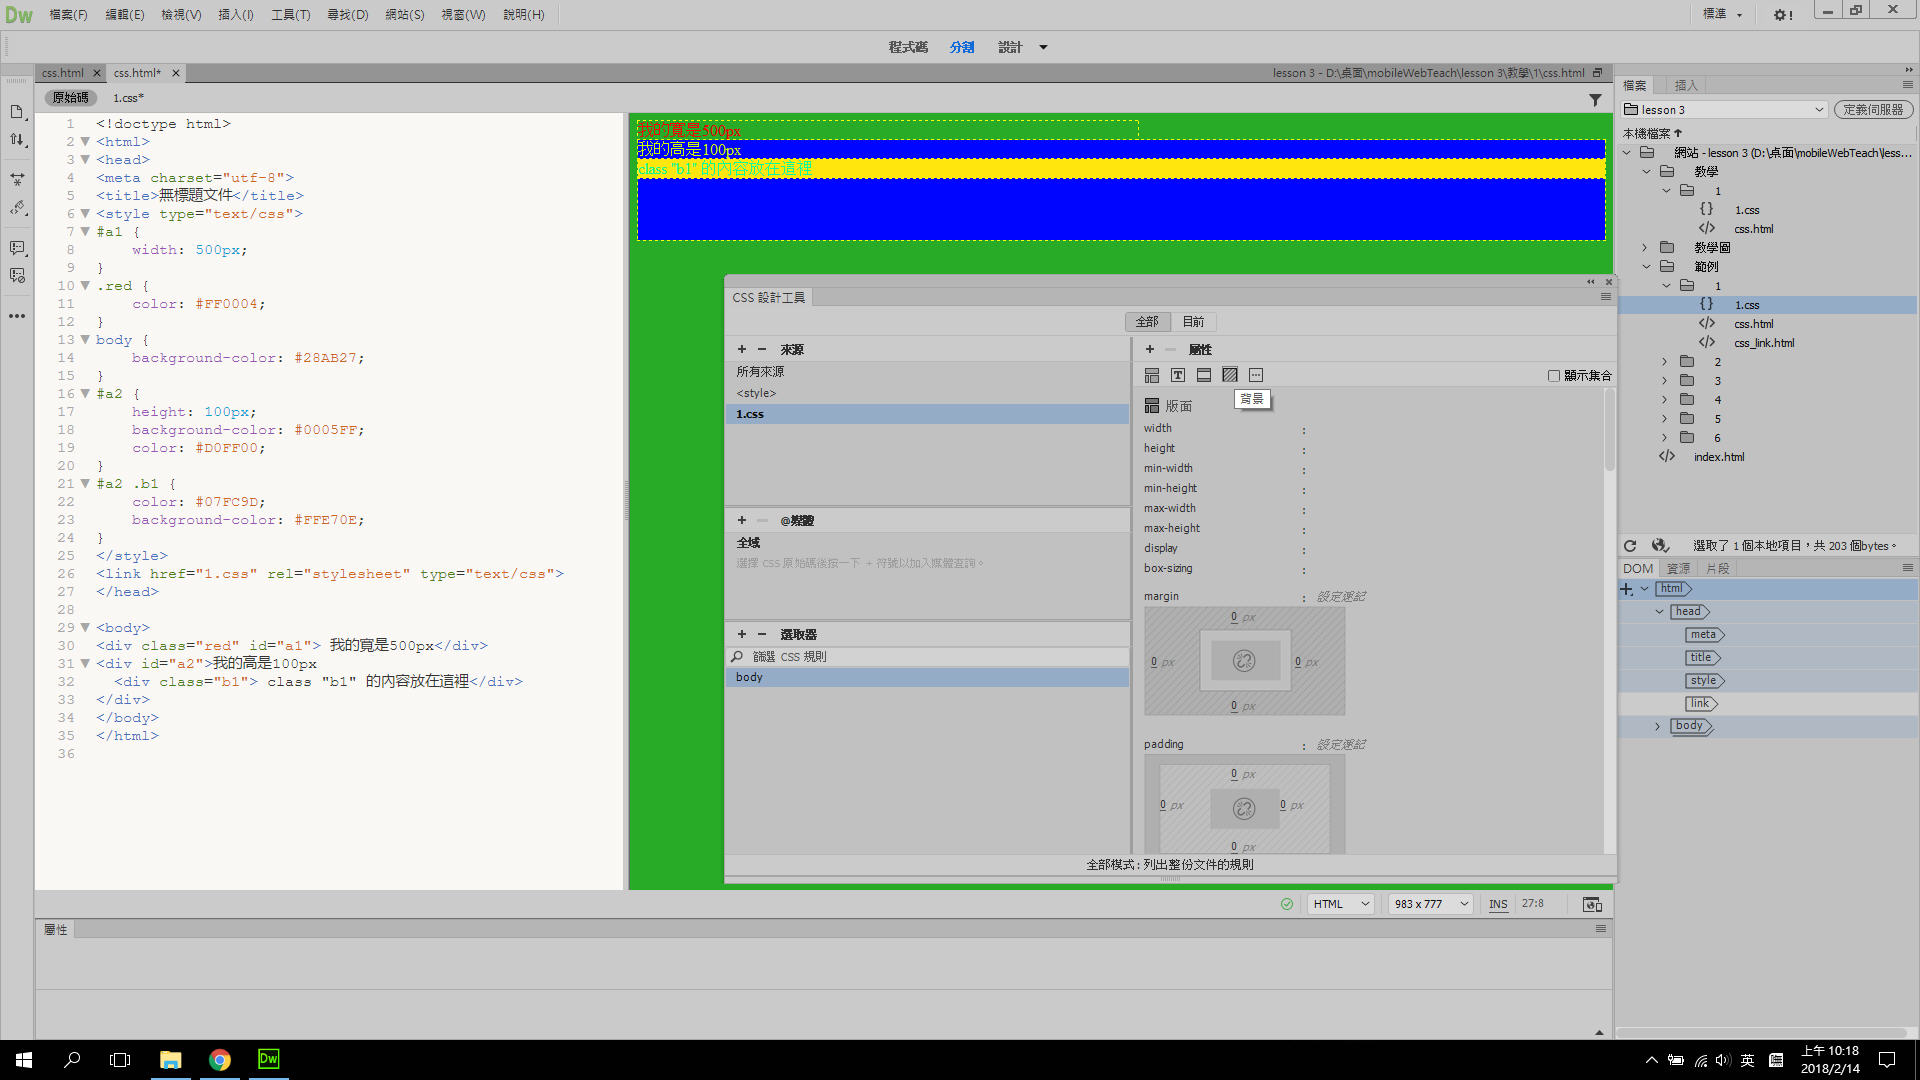 Dw 檔案(F) 編輯(E) 檢視(V) 插入(I) 工具(T) 尋找(D) 網站(S) 視窗(W) 說明(H) 標準
程式碼 分割 設計
css.html css.html* lesson 3 - D:\桌面\mobileWebTeach\lesson 3\教學\1\css.html
原始碼 1.css*
1 <!doctype html>
2 <html>
3 <head>
4 <meta charset="utf-8">
5 <title>無標題文件</title>
6 <style type="text/css">
7 #a1 {
8 width: 500px;
9 }
10 .red {
11 color: #FF0004;
12 }
13 body {
14 background-color: #28AB27;
15 }
16 #a2 {
17 height: 100px;
18 background-color: #0005FF;
19 color: #D0FF00;
20 }
21 #a2 .b1 {
22 color: #07FC9D;
23 background-color: #FFE70E;
24 }
25 </style>
26 <link href="1.css" rel="stylesheet" type="text/css">
27 </head>
28
29 <body>
30 <div class="red" id="a1"> 我的寬是500px</div>
31 <div id="a2">我的高是100px
32 <div class="b1"> class "b1" 的內容放在這裡</div>
33 </div>
34 </body>
35 </html>
36
我的寬是500px
我的高是100px
class "b1" 的內容放在這裡
CSS 設計工具
全部 目前
+ − 來源
所有來源
<style>
1.css
+ − @媒體
全域
選擇 CSS 原始碼後按一下 + 符號以加入媒體查詢。
+ − 選取器
篩選 CSS 規則
body
+ − 屬性
顯示集合
背景
版面
width :
height :
min-width :
min-height :
max-width :
max-height :
display :
box-sizing :
margin : 設定速記
0 px
0 px 0 px
0 px
padding : 設定速記
0 px
0 px 0 px
0 px
全部模式 : 列出整份文件的規則
HTML 983 x 777 INS 27:8
屬性
檔案 插入
lesson 3 定義伺服器
本機檔案
網站 - lesson 3 (D:\桌面\mobileWebTeach\less...
教學
1
1.css
css.html
教學圖
範例
1
1.css
css.html
css_link.html
2
3
4
5
6
index.html
選取了 1 個本地項目，共 203 個bytes。
DOM 資源 片段
html
head
meta
title
style
link
body
Dw
英
上午 10:18
2018/2/14